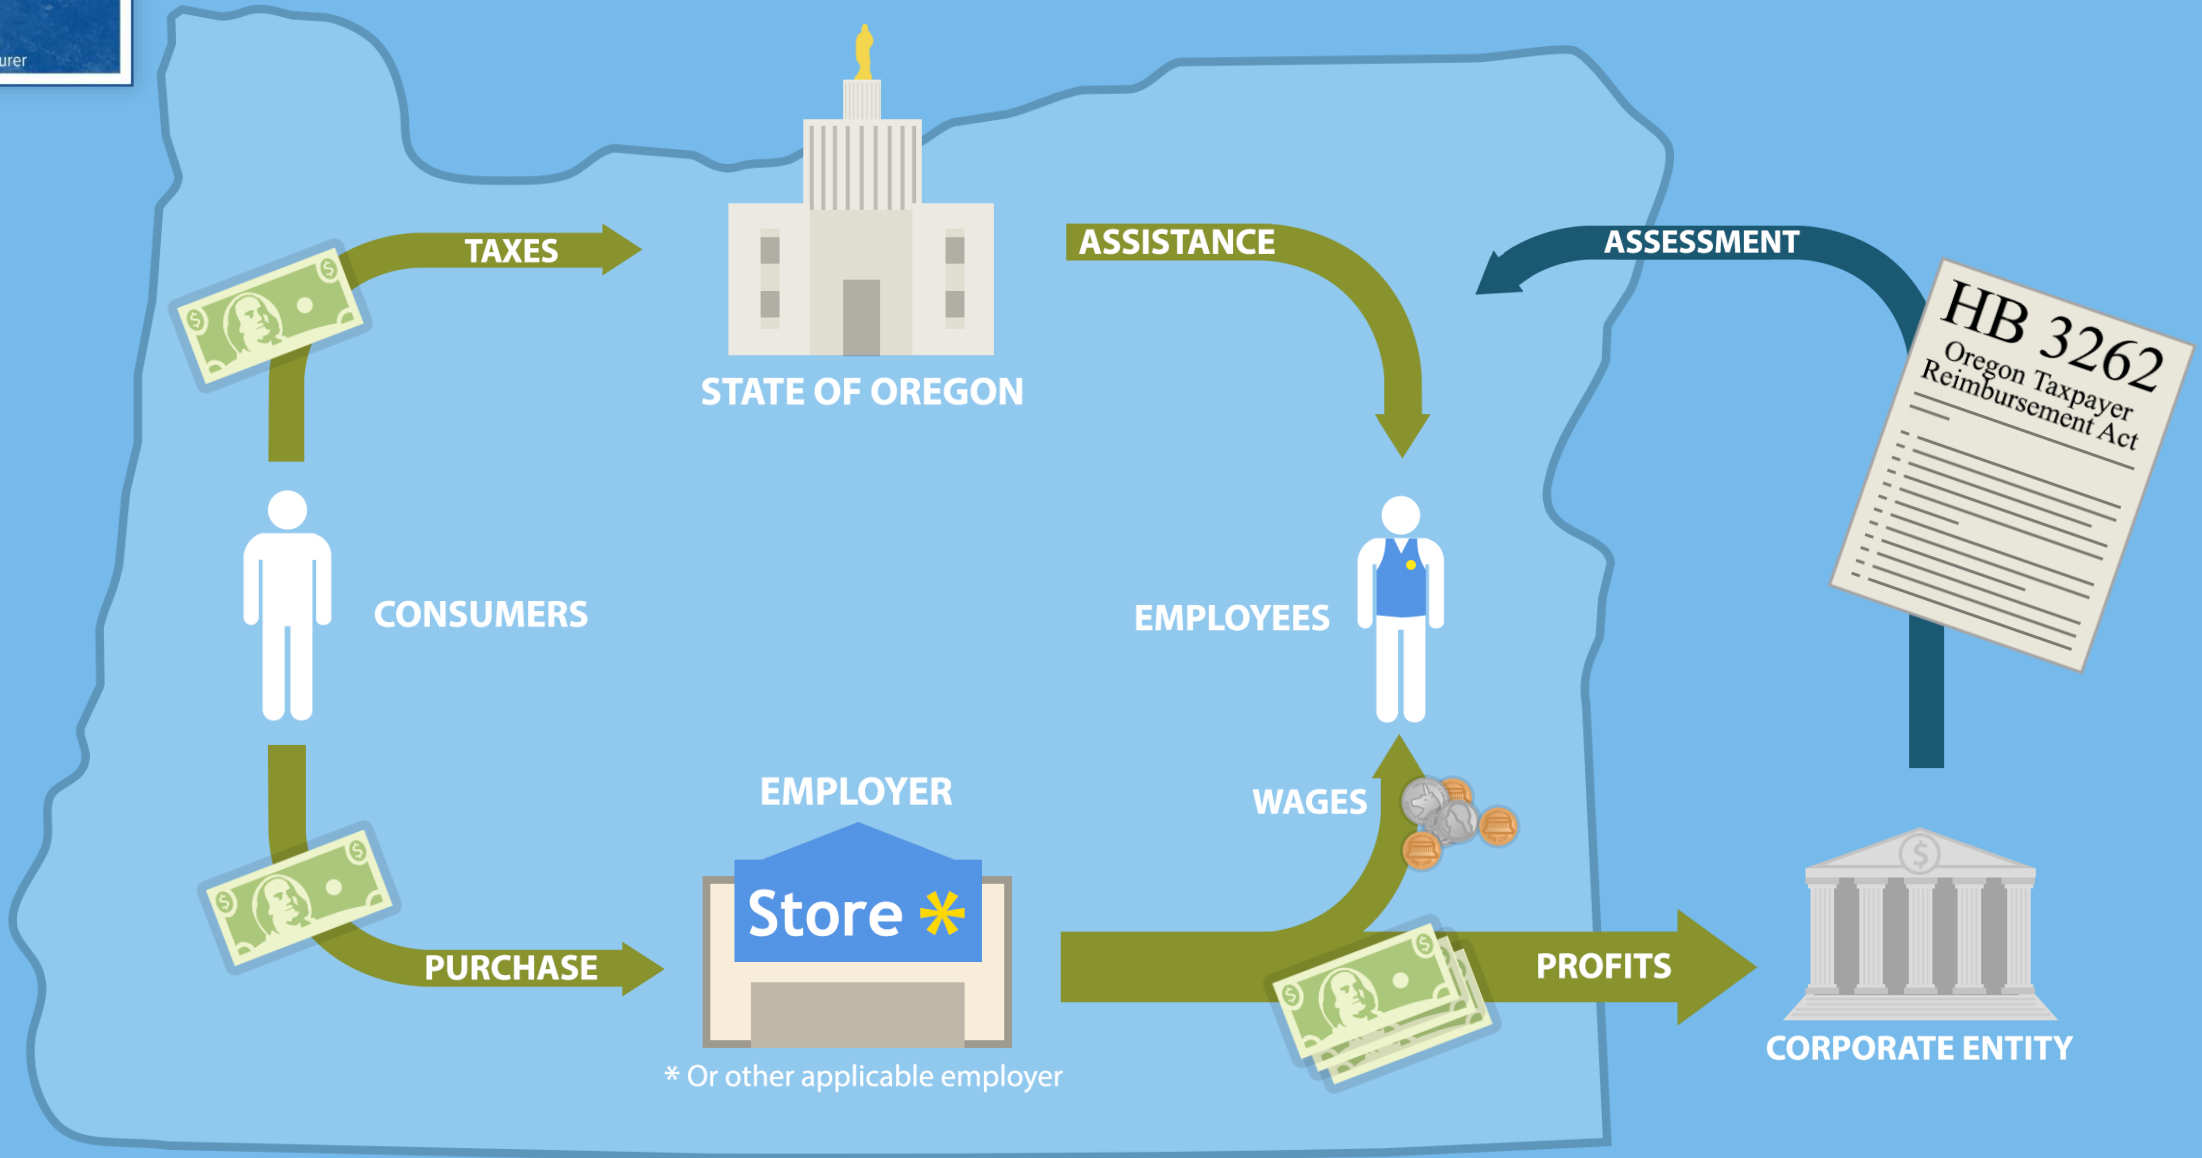 urer
TAXES
ASSISTANCE
ASSESSMENT
STATE OF OREGON
HB 3262
Oregon Taxpayer
Reimbursement Act
CONSUMERS
EMPLOYEES
EMPLOYER
WAGES
Store *
PURCHASE
PROFITS
* Or other applicable employer
CORPORATE ENTITY